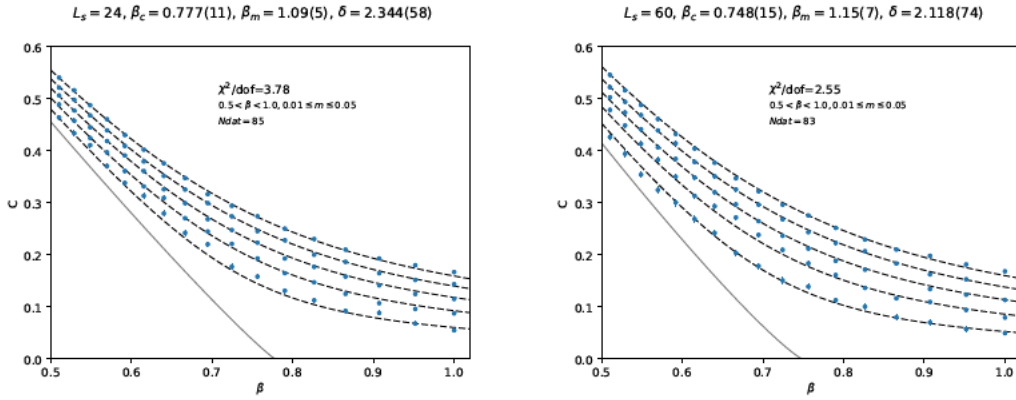 L_s = 24, β_c = 0.777(11), β_m = 1.09(5), δ = 2.344(58)
0.6
0.5
0.4
0.3
0.2
0.1
0.0
C
χ²/dof=3.78
0.5 < β < 1.0, 0.01 ≤ m ≤ 0.05
Ndat = 85
0.5 0.6 0.7 0.8 0.9 1.0
β
L_s = 60, β_c = 0.748(15), β_m = 1.15(7), δ = 2.118(74)
0.6
0.5
0.4
0.3
0.2
0.1
0.0
C
χ²/dof=2.55
0.5 < β < 1.0, 0.01 ≤ m ≤ 0.05
Ndat = 83
0.5 0.6 0.7 0.8 0.9 1.0
β